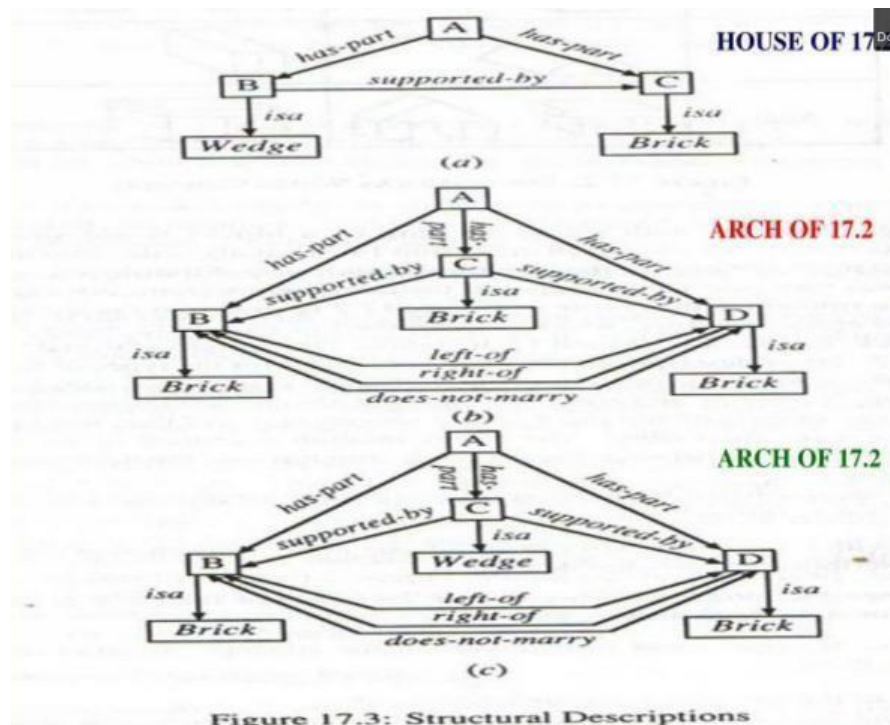 A
HOUSE OF 17.2
Do
has-part
has-part
B
supported-by
C
isa
isa
Wedge
Brick
(a)
A
ARCH OF 17.2
has-part
has-part
has-part
C
supported-by
supported-by
isa
B
Brick
D
isa
left-of
isa
right-of
Brick
does-not-marry
Brick
(b)
A
ARCH OF 17.2
has-part
has-part
has-part
C
supported-by
supported-by
isa
B
Wedge
D
isa
left-of
isa
right-of
Brick
does-not-marry
Brick
(c)
Figure 17.3: Structural Descriptions